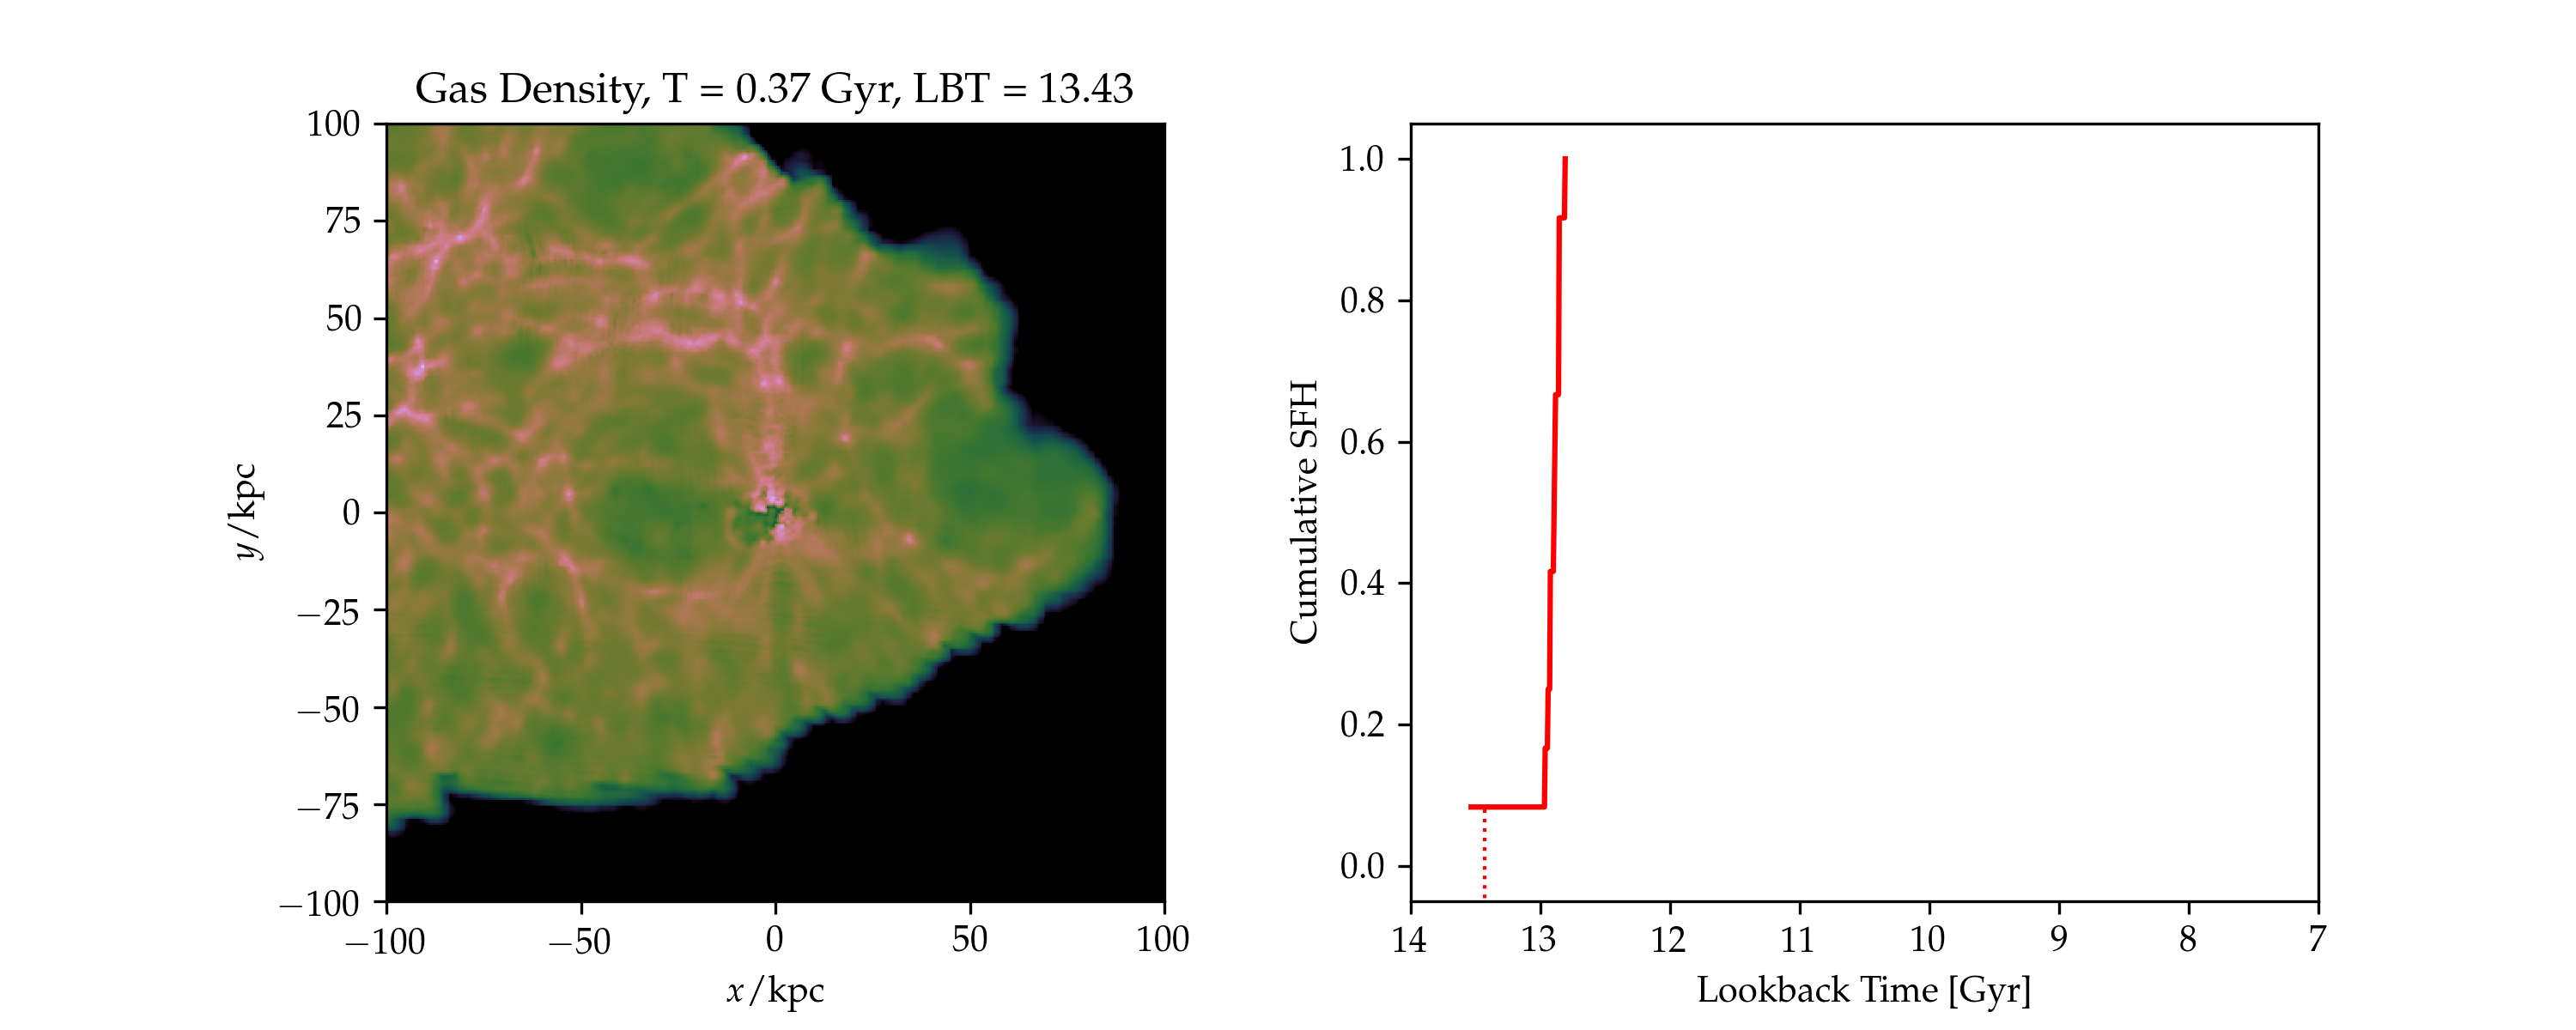 Gas Density, T = 0.37 Gyr, LBT = 13.43
100
75
50
25
0
−25
−50
−75
−100
y/kpc
−100 −50 0 50 100
x/kpc
1.0
0.8
0.6
0.4
0.2
0.0
Cumulative SFH
14 13 12 11 10 9 8 7
Lookback Time [Gyr]